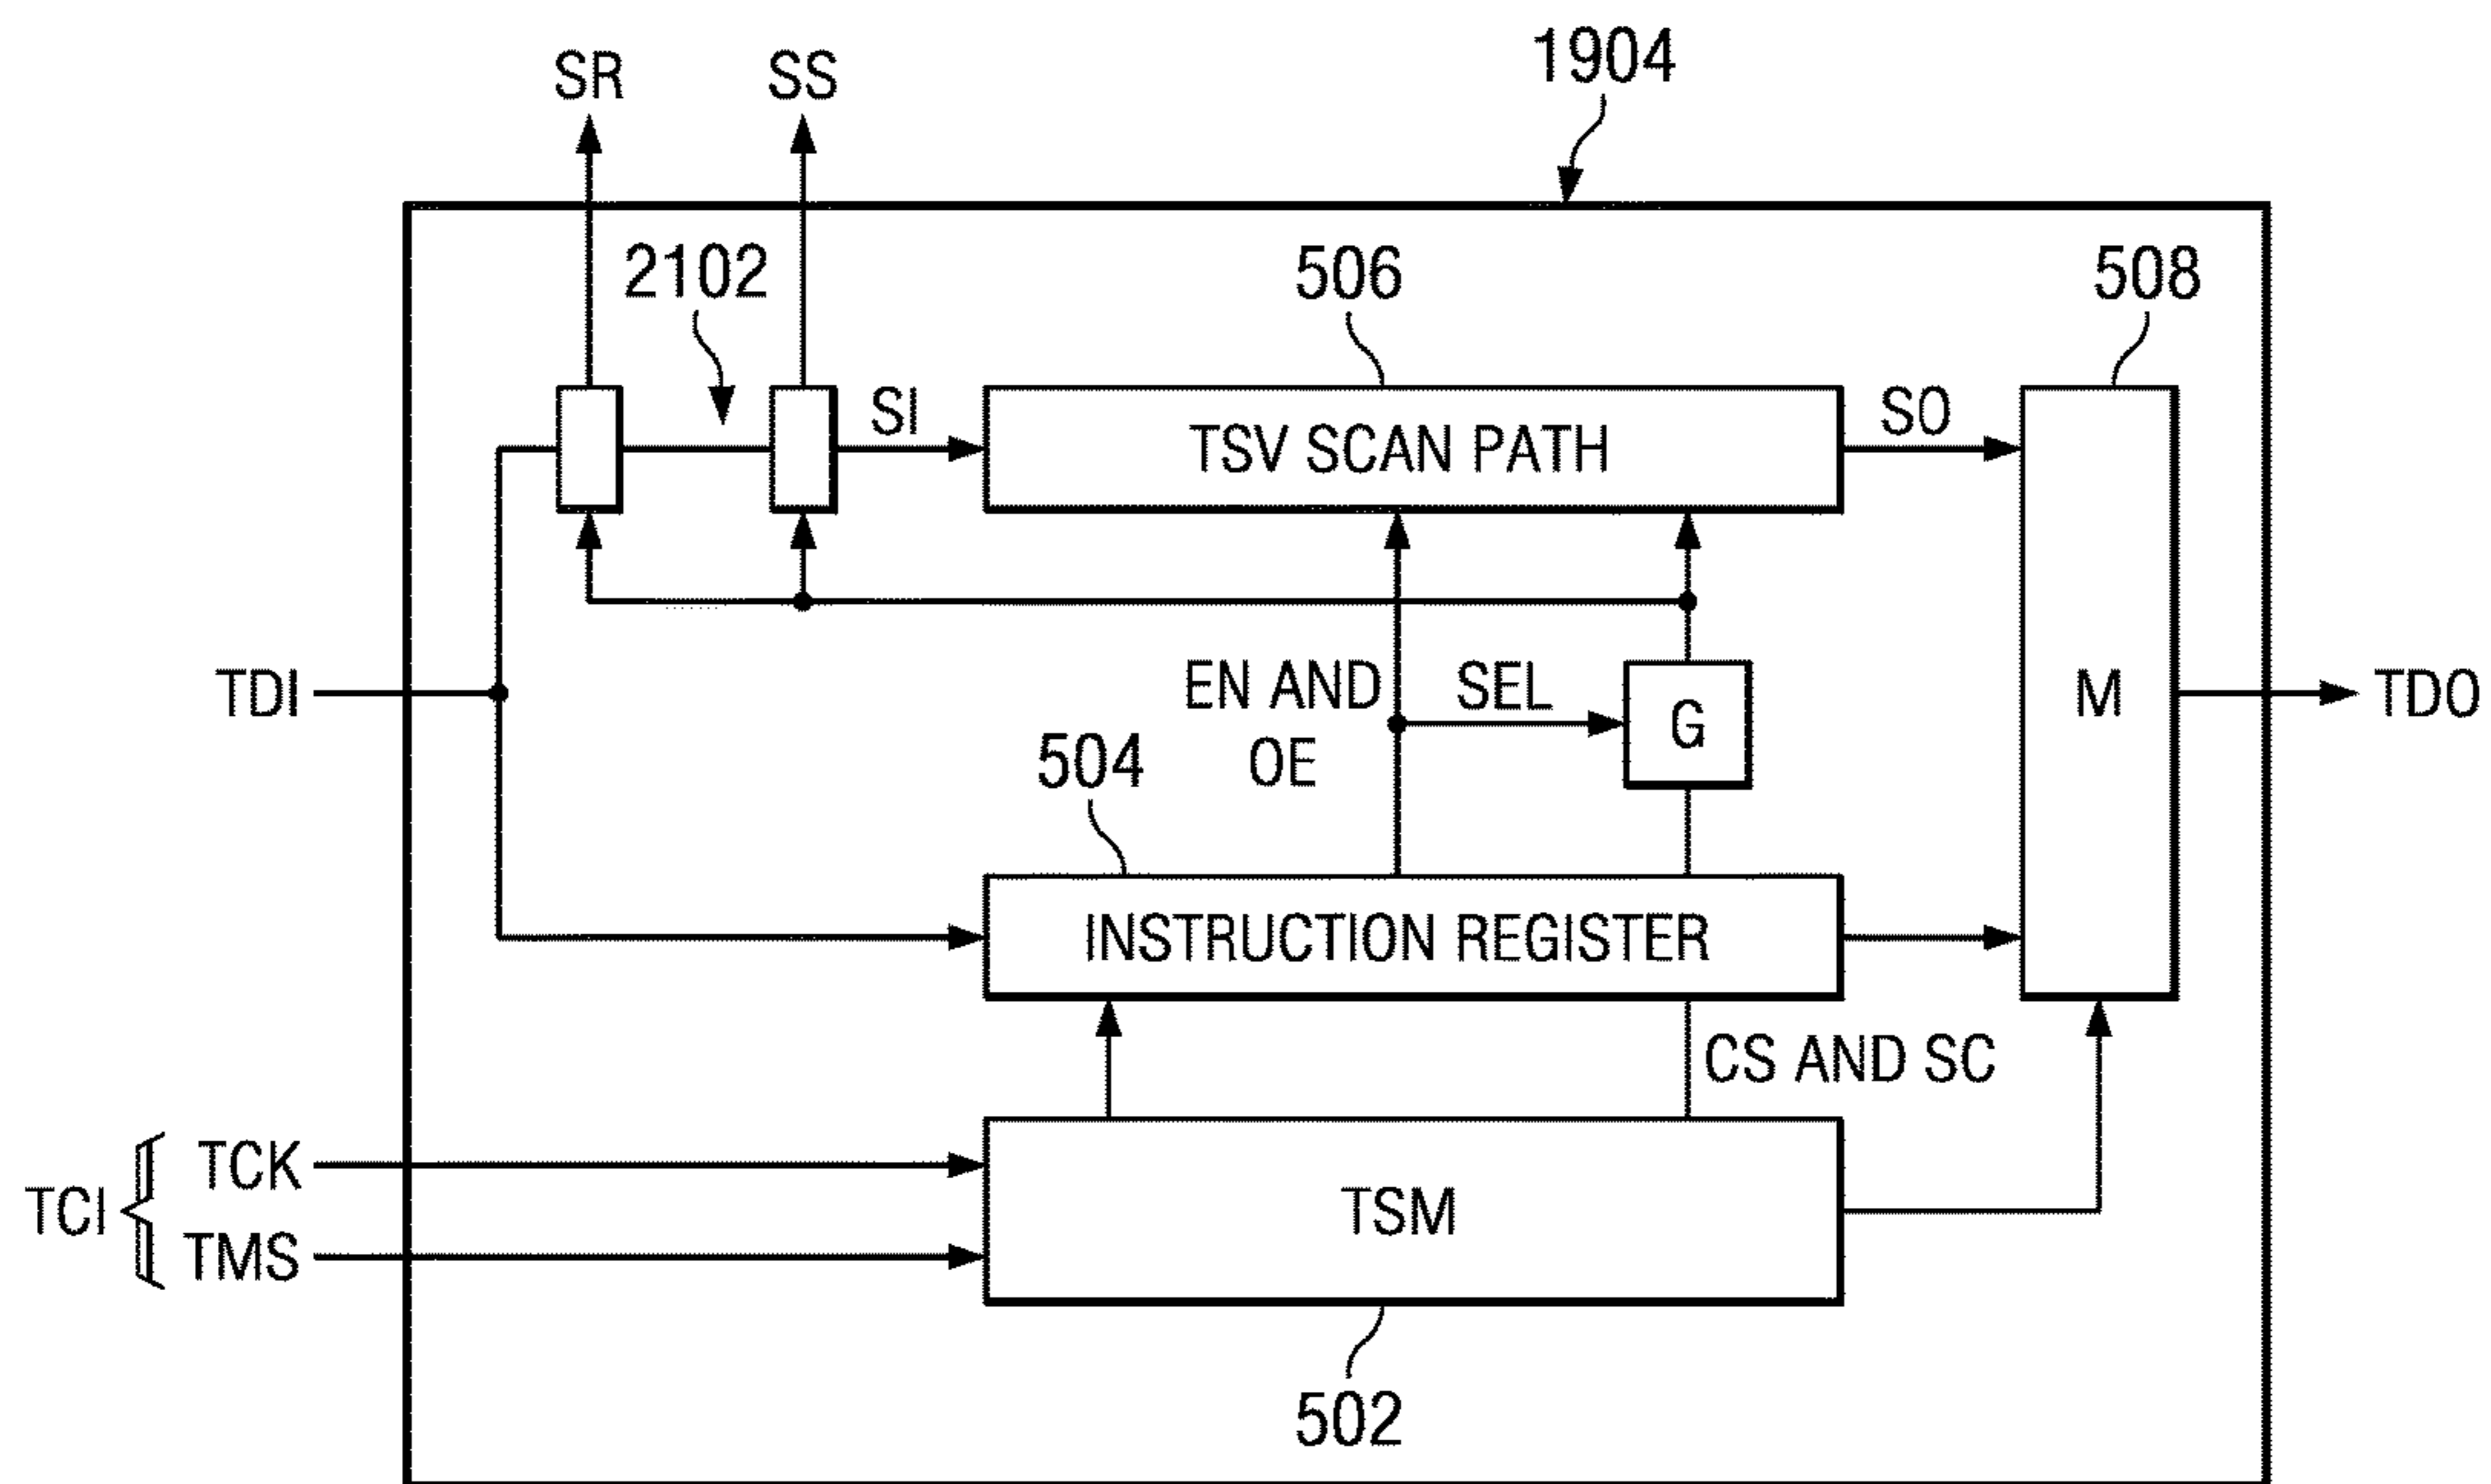 1904
SR SS
2102 506 508
SI TSV SCAN PATH SO
TDI EN AND SEL M TDO
504 OE G
INSTRUCTION REGISTER
CS AND SC
TCK
TCI TSM
TMS
502